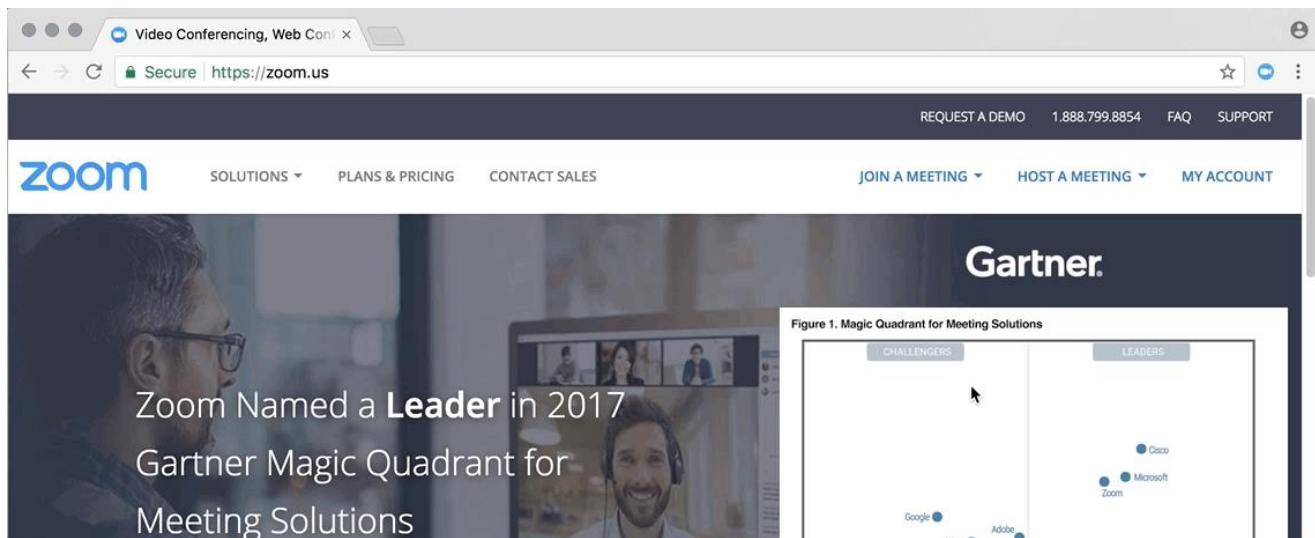 Video Conferencing, Web Conf
Secure https://zoom.us
REQUEST A DEMO 1.888.799.8854 FAQ SUPPORT
zoom SOLUTIONS PLANS & PRICING CONTACT SALES JOIN A MEETING HOST A MEETING MY ACCOUNT
Gartner.
Figure 1. Magic Quadrant for Meeting Solutions
CHALLENGERS LEADERS
Zoom Named a Leader in 2017
Gartner Magic Quadrant for
Meeting Solutions
Cisco
Microsoft
Zoom
Google
Adobe